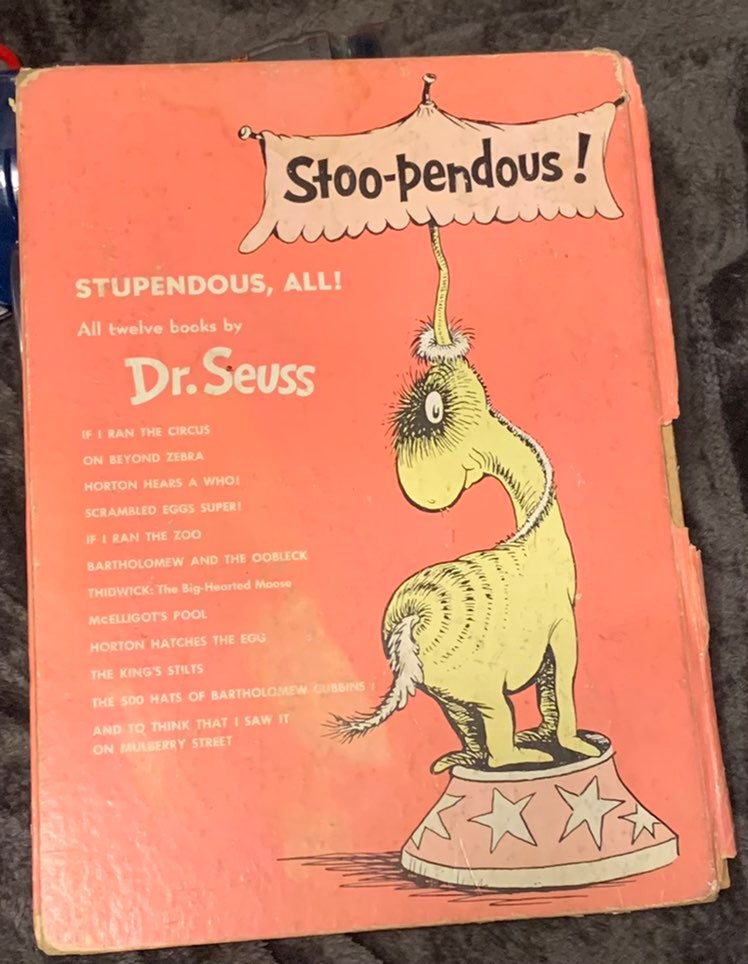 Stoo-pendous!
STUPENDOUS, ALL!
All twelve books by
Dr. Seuss
IF I RAN THE CIRCUS
ON BEYOND ZEBRA
HORTON HEARS A WHO!
SCRAMBLED EGGS SUPER!
IF I RAN THE ZOO
BARTHOLOMEW AND THE OOBLECK
THIDWICK: The Big-Hearted Moose
McELLIGOT'S POOL
HORTON HATCHES THE EGG
THE KING'S STILTS
THE 500 HATS OF BARTHOLOMEW CUBBINS
AND TO THINK THAT I SAW IT
ON MULBERRY STREET